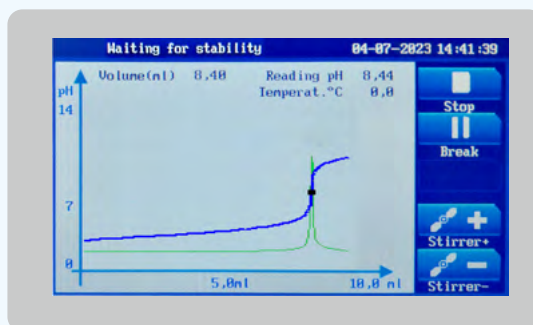 Waiting for stability 04-07-2023 14:41:39
Volume(ml) 8,40 Reading pH 8,44
Temperat.°C 0,0
pH
14
7
0
5,0ml 10,0 ml
Stop
Break
Stirrer+
Stirrer-